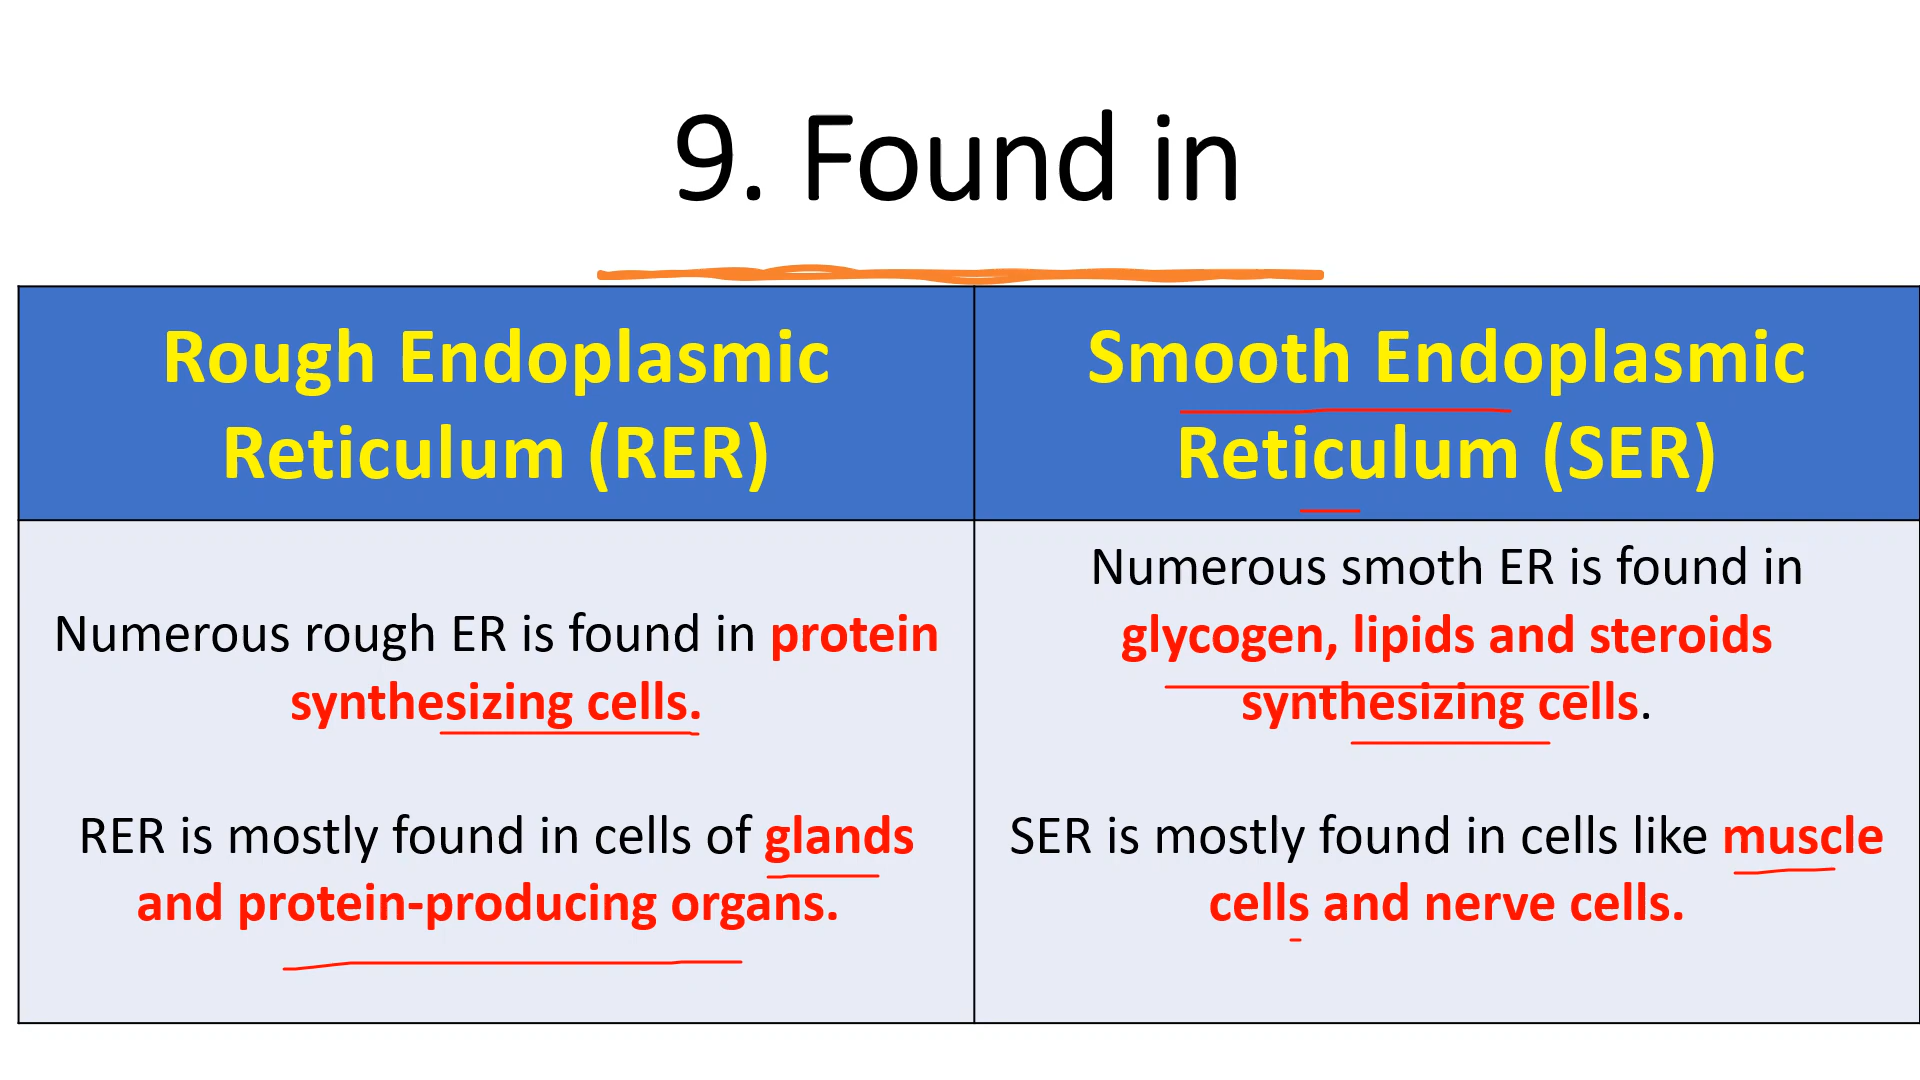 9. Found in
Rough Endoplasmic
Reticulum (RER)
Smooth Endoplasmic
Reticulum (SER)
Numerous rough ER is found in protein
synthesizing cells.
RER is mostly found in cells of glands
and protein-producing organs.
Numerous smoth ER is found in
glycogen, lipids and steroids
synthesizing cells.
SER is mostly found in cells like muscle
cells and nerve cells.